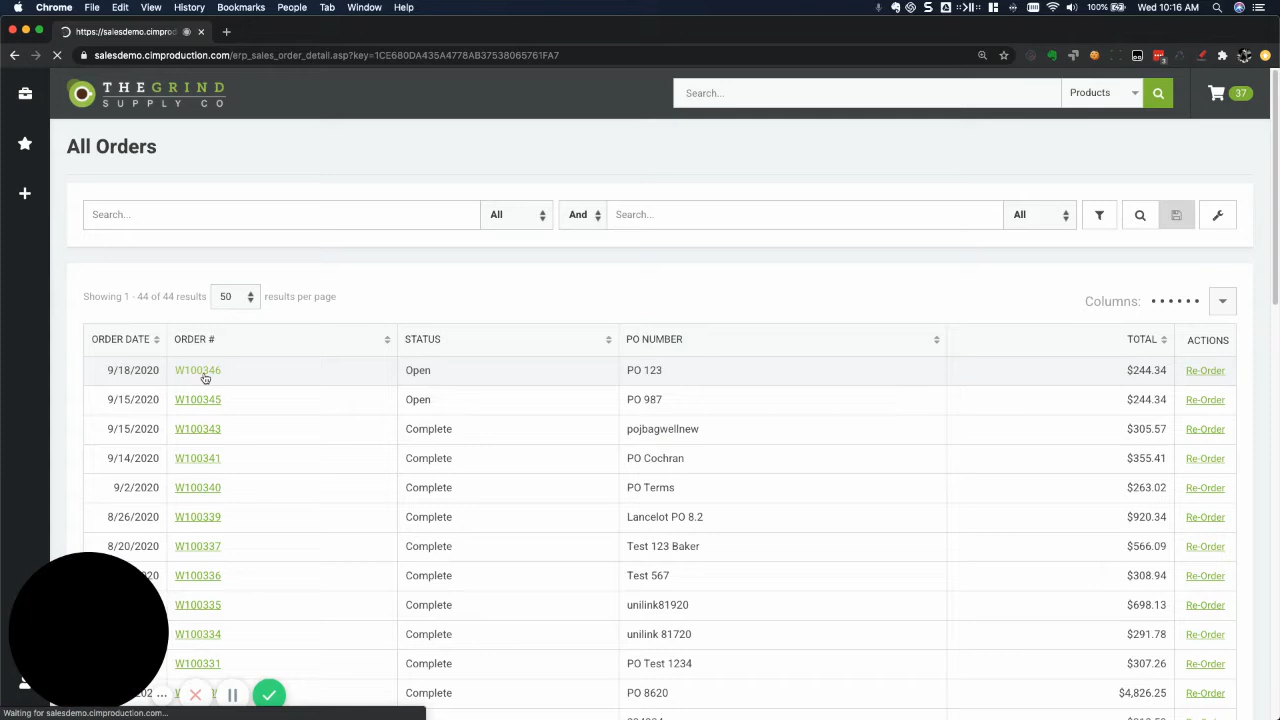 Chrome File Edit View History Bookmarks People Tab Window Help 100% Wed 10:16 AM
https://salesdemo.cimprod
salesdemo.cimproduction.com/erp_sales_order_detail.asp?key=1CE680DA435A4778AB37538065761FA7
THEGRIND
SUPPLY CO
Search... Products 37
All Orders
Search... All And Search... All
Showing 1 - 44 of 44 results 50 results per page Columns:
ORDER DATE ORDER # STATUS PO NUMBER TOTAL ACTIONS
9/18/2020 W100346 Open PO 123 $244.34 Re-Order
9/15/2020 W100345 Open PO 987 $244.34 Re-Order
9/15/2020 W100343 Complete pojbagwellnew $305.57 Re-Order
9/14/2020 W100341 Complete PO Cochran $355.41 Re-Order
9/2/2020 W100340 Complete PO Terms $263.02 Re-Order
8/26/2020 W100339 Complete Lancelot PO 8.2 $920.34 Re-Order
8/20/2020 W100337 Complete Test 123 Baker $566.09 Re-Order
W100336 Complete Test 567 $308.94 Re-Order
W100335 Complete unilink81920 $698.13 Re-Order
W100334 Complete unilink 81720 $291.78 Re-Order
W100331 Complete PO Test 1234 $307.26 Re-Order
Complete PO 8620 $4,826.25 Re-Order
Waiting for salesdemo.cimproduction.com...